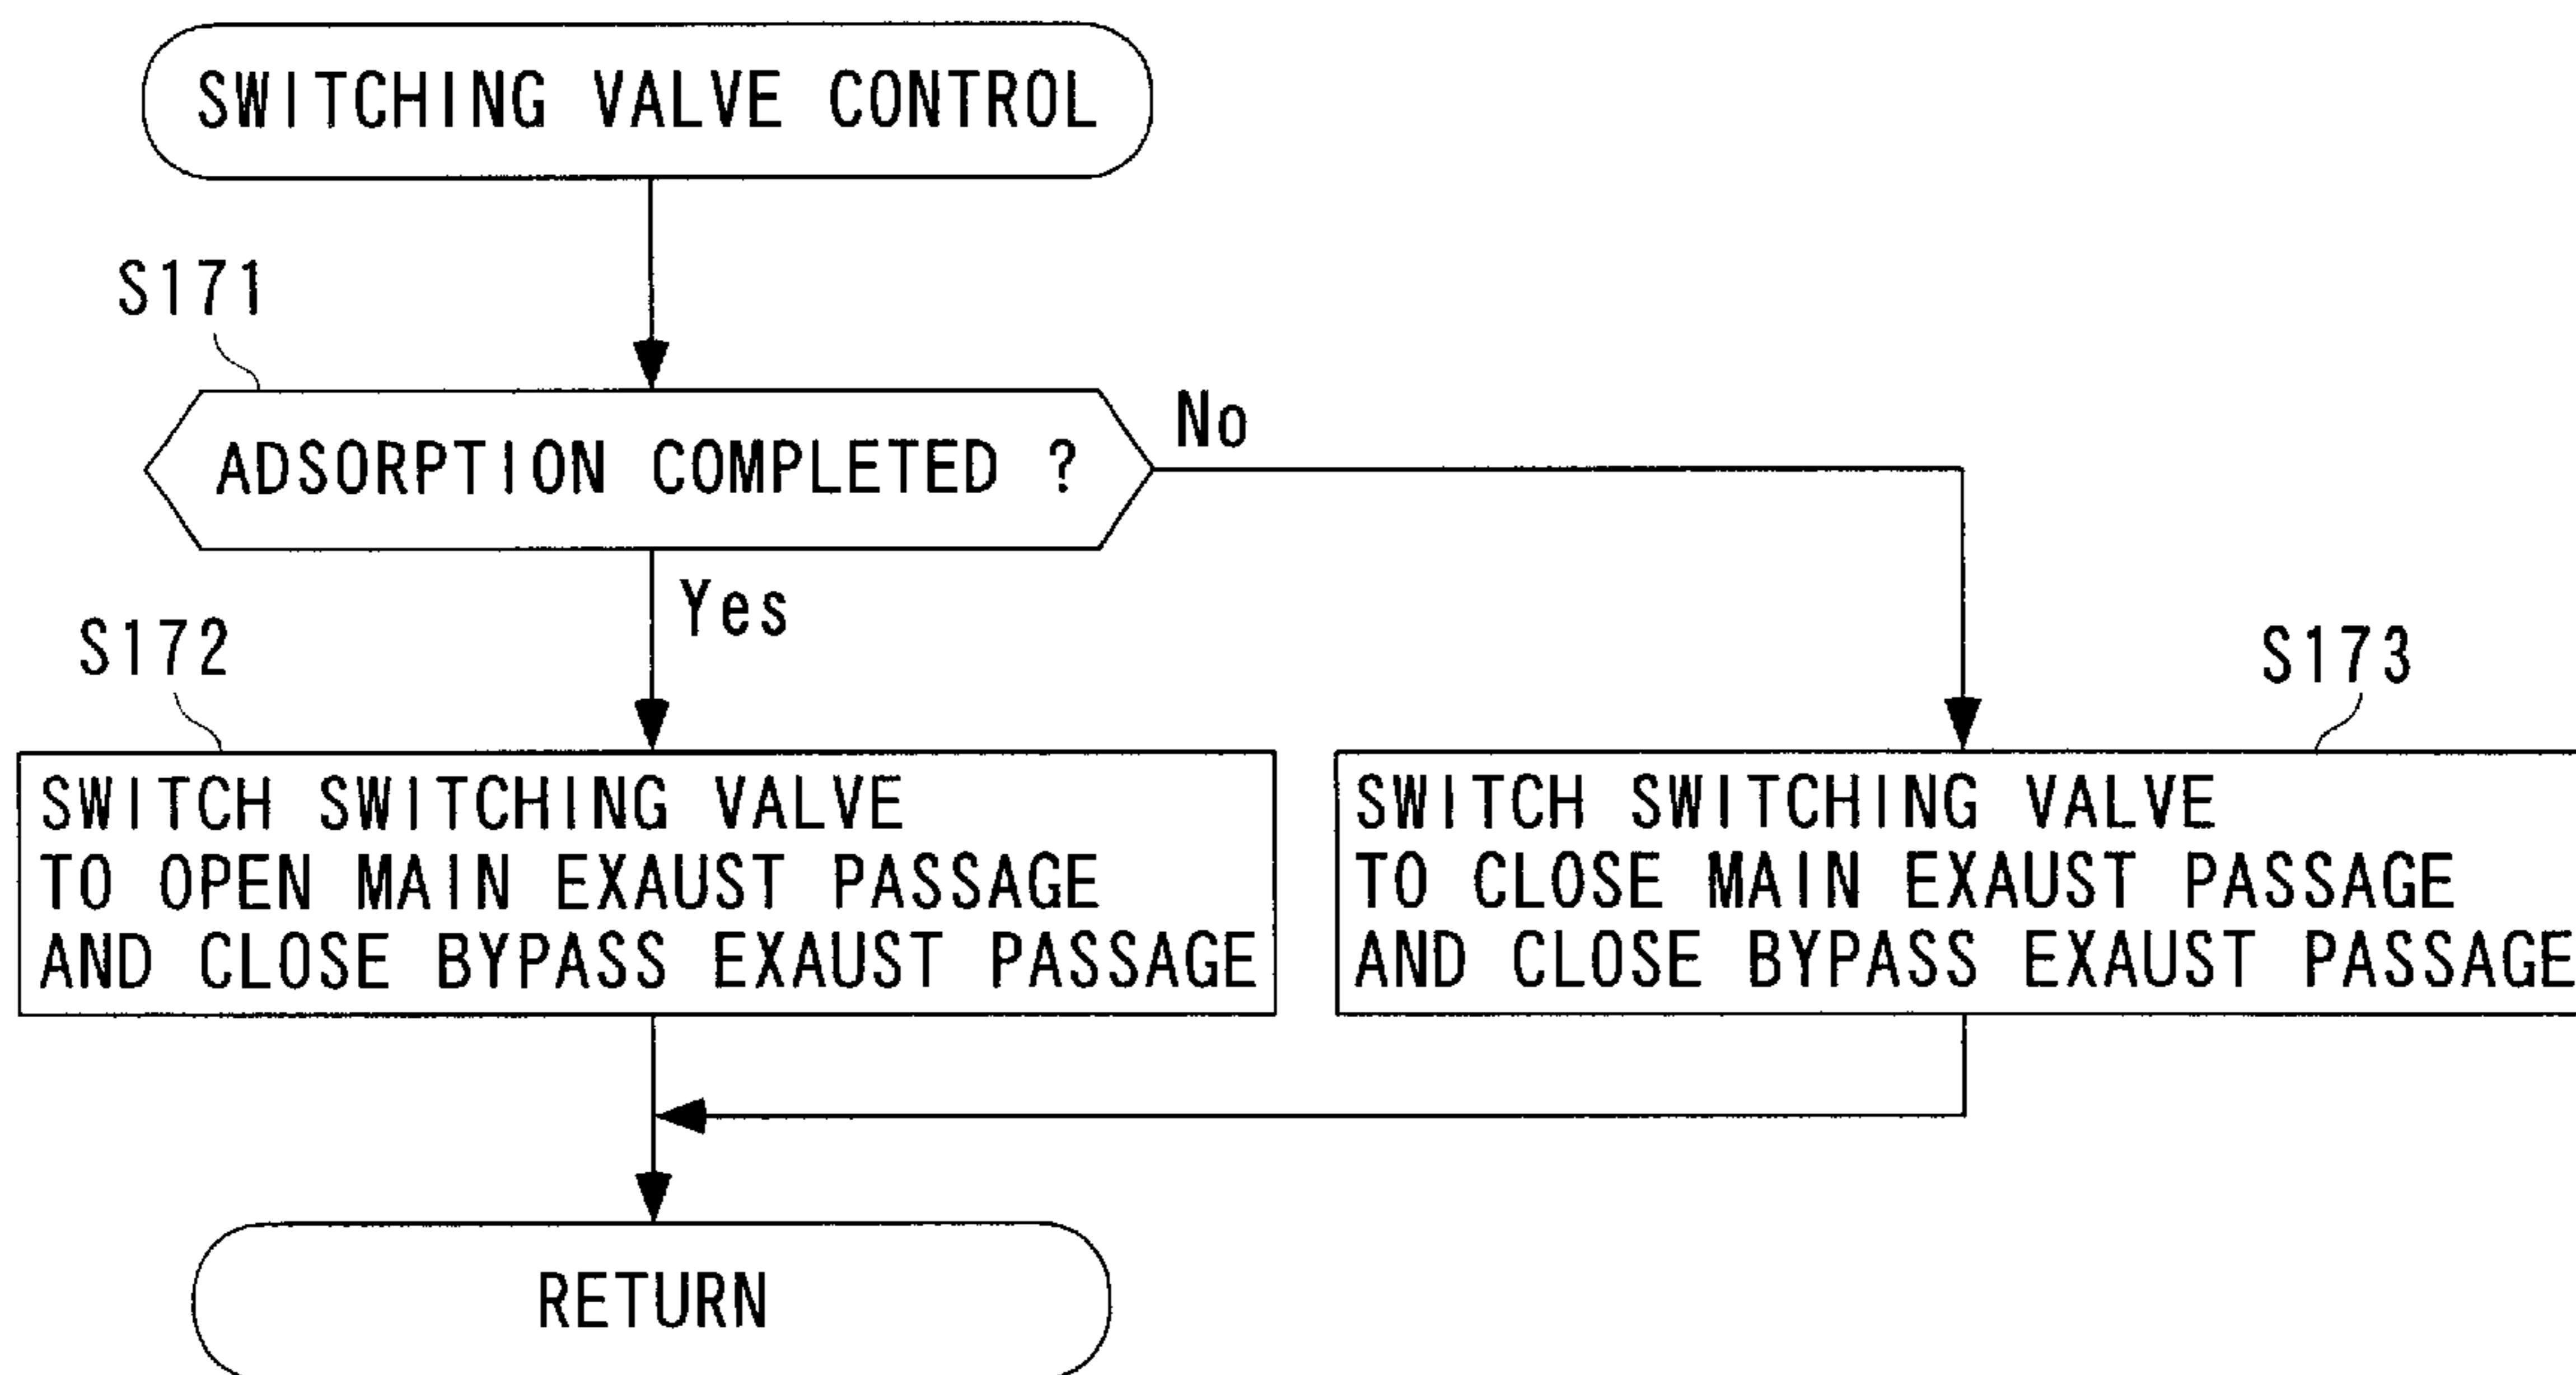 SWITCHING VALVE CONTROL
S171
ADSORPTION COMPLETED ?
No
Yes
S172
SWITCH SWITCHING VALVE
TO OPEN MAIN EXAUST PASSAGE
AND CLOSE BYPASS EXAUST PASSAGE
S173
SWITCH SWITCHING VALVE
TO CLOSE MAIN EXAUST PASSAGE
AND CLOSE BYPASS EXAUST PASSAGE
RETURN